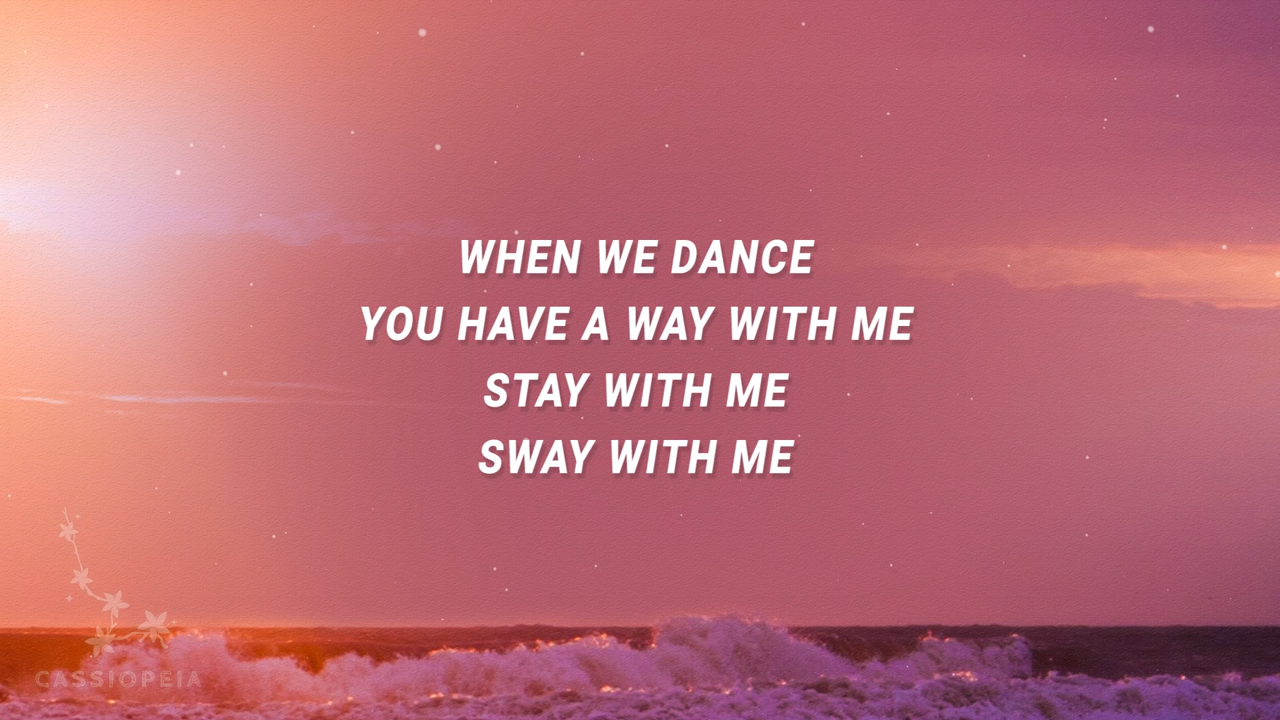 WHEN WE DANCE
YOU HAVE A WAY WITH ME
STAY WITH ME
SWAY WITH ME
CASSIOPEIA